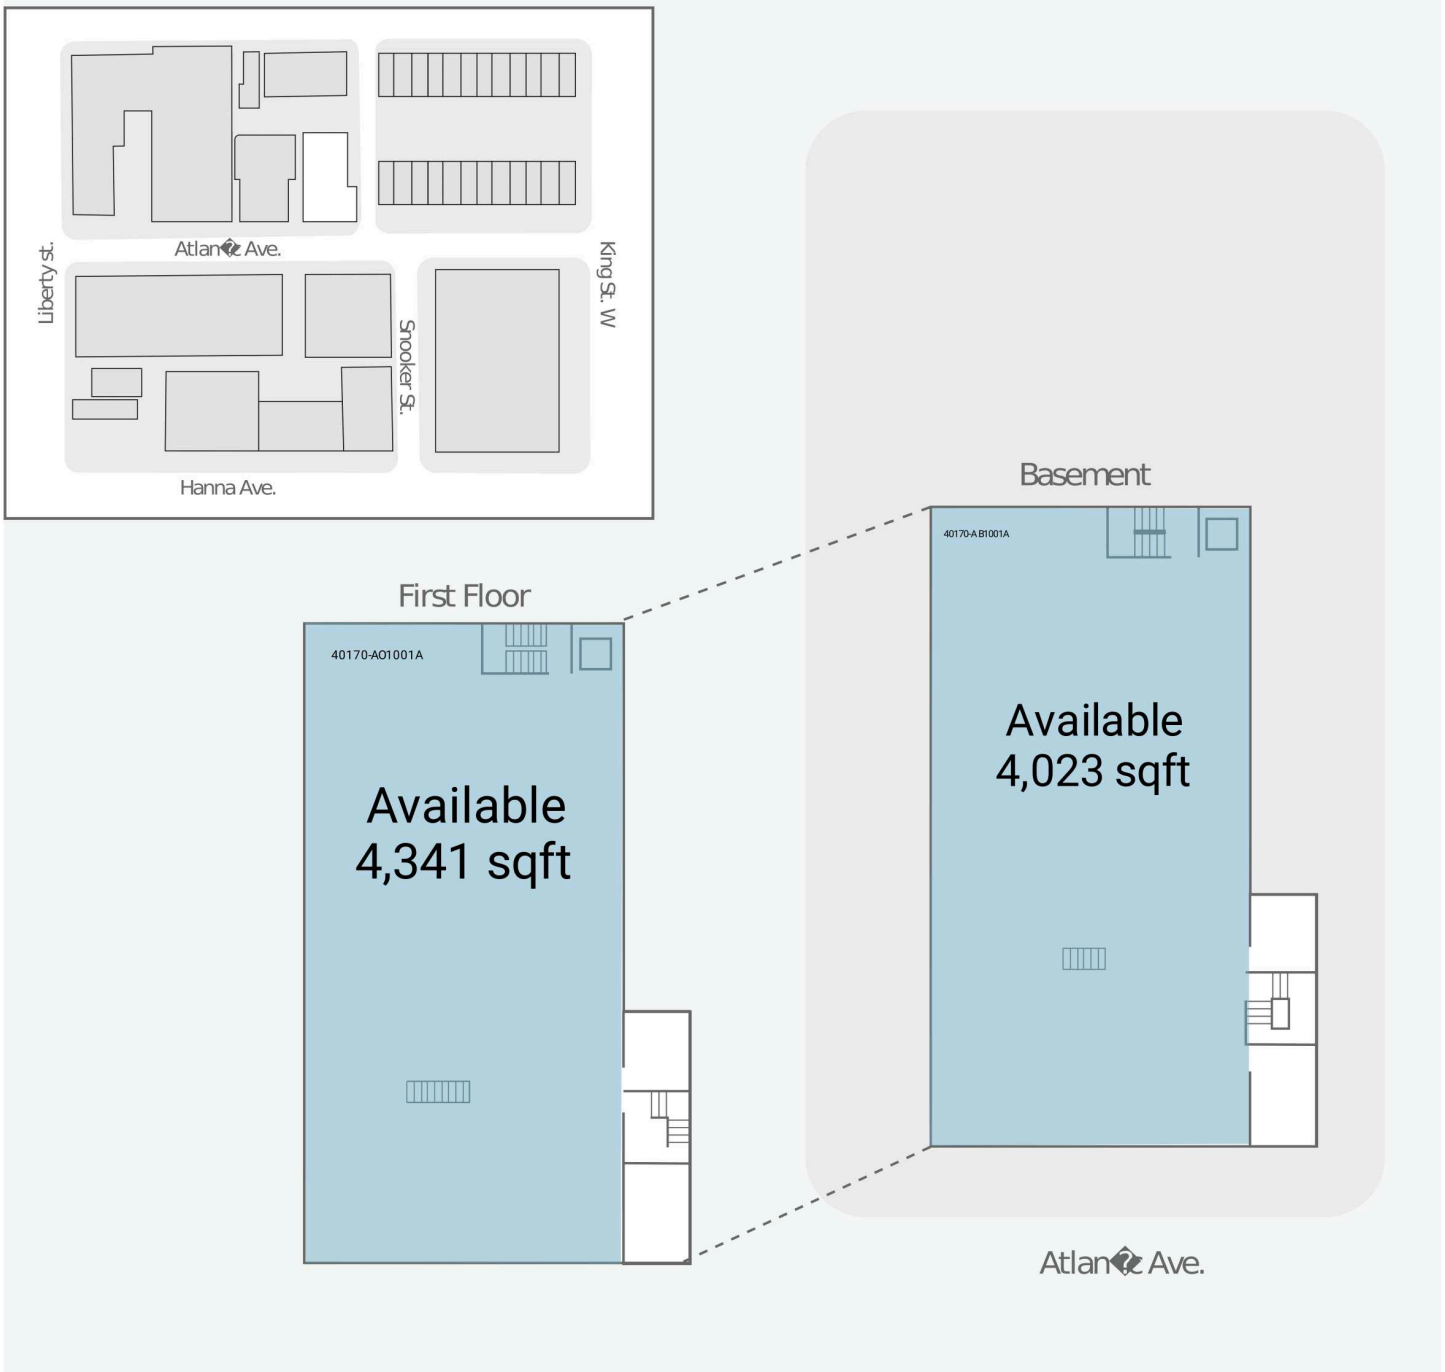 Atlan�c Ave.
Liberty st.
King St. W
Snooker St.
Hanna Ave.
Basement
40170-AB1001A
First Floor
40170-AO1001A
Available
4,023 sqft
Available
4,341 sqft
Atlan�c Ave.